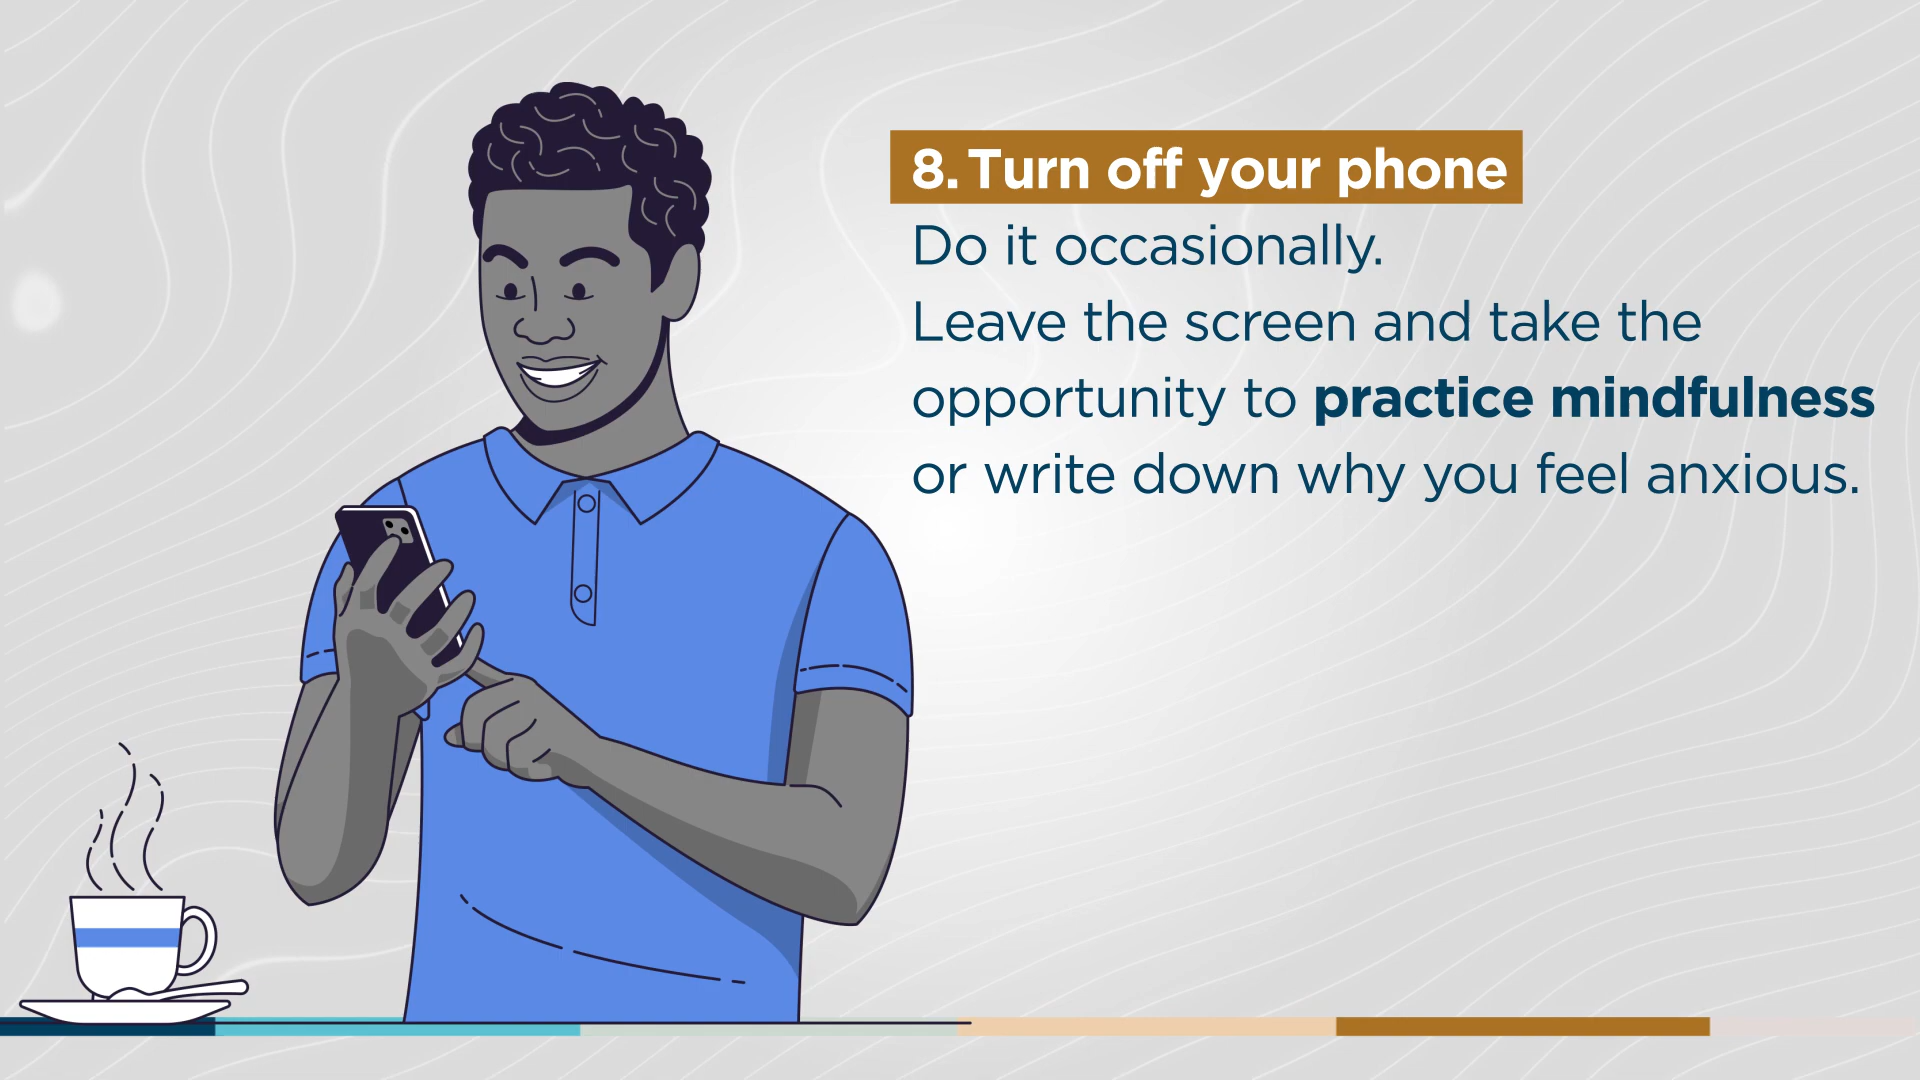 8. Turn off your phone
Do it occasionally.
Leave the screen and take the
opportunity to practice mindfulness
or write down why you feel anxious.